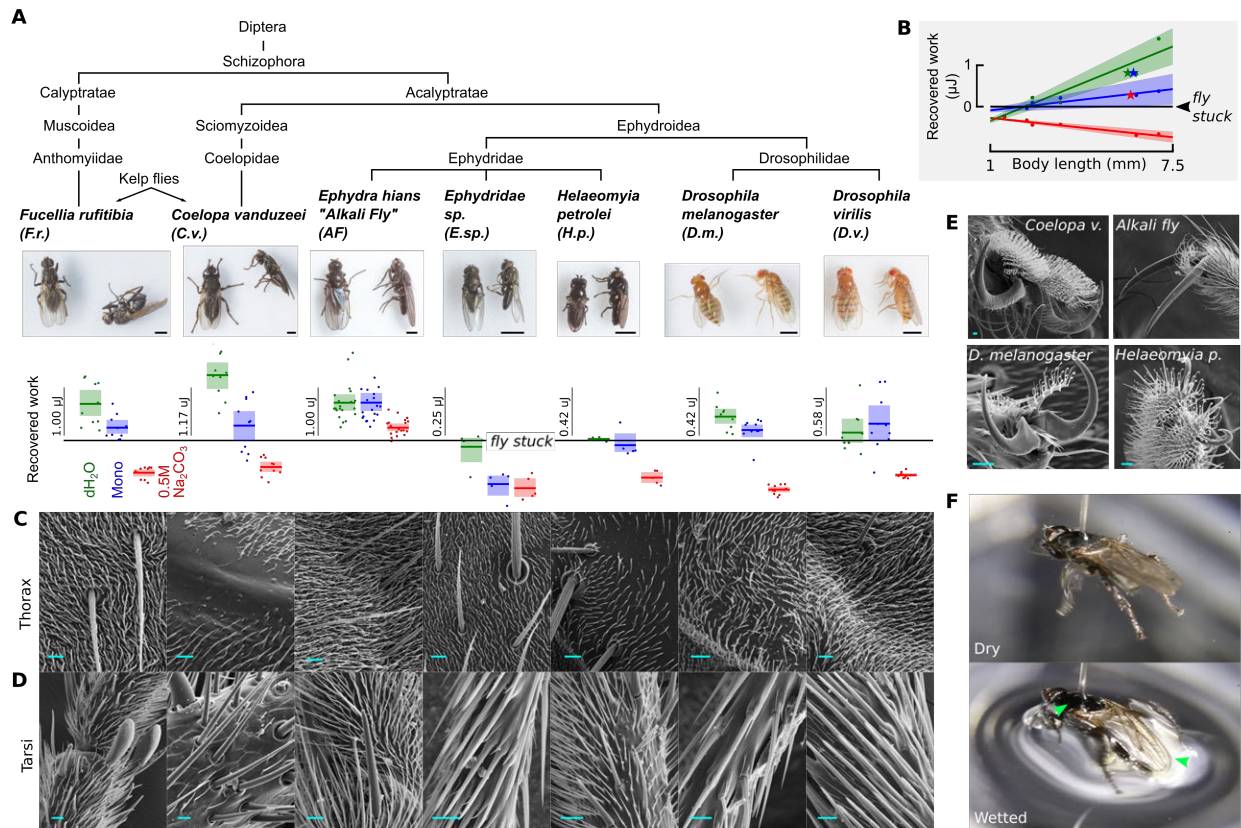 A
Diptera
Schizophora
Calyptratae
Acalyptratae
Muscoidea
Sciomyzoidea
Ephydroidea
Anthomyiidae
Coelopidae
Ephydridae
Drosophilidae
Kelp flies
Fucellia rufitibia
(F.r.)
Coelopa vanduzeei
(C.v.)
Ephydra hians
"Alkali Fly"
(AF)
Ephydridae
sp.
(E.sp.)
Helaeomyia
petrolei
(H.p.)
Drosophila
melanogaster
(D.m.)
Drosophila
virilis
(D.v.)
Recovered work
1.00 µJ
1.17 uJ
1.00 µJ
0.25 µJ
0.42 µJ
0.42 µJ
0.58 µJ
fly stuck
dH2O
Mono
0.5M
Na2CO3
B
Recovered work
(µJ)
1
0
fly
stuck
1
Body length (mm)
7.5
C
Thorax
D
Tarsi
E
Coelopa v.
Alkali fly
D. melanogaster
Helaeomyia p.
F
Dry
Wetted